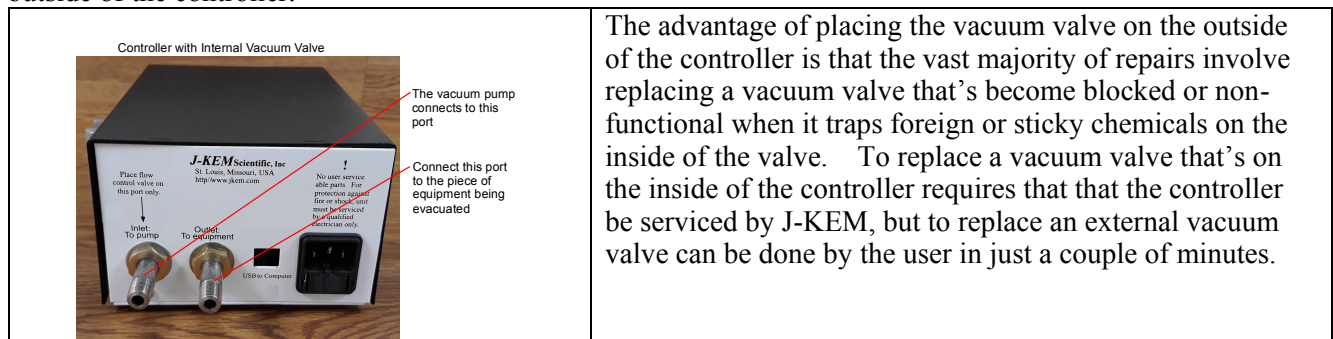 outside of the controller.
Controller with Internal Vacuum Valve
The vacuum pump
connects to this
port
Connect this port
to the piece of
equipment being
evacuated
J-KEM Scientific, Inc
St. Louis, Missouri, USA
http//www.jkem.com
Place flow
control valve on
this port only.
!
No user service
able parts. For
protection against
fire or shock, unit
must be serviced
by a qualified
electrician only.
Inlet:
To pump
Outlet:
To equipment
USB to Computer
The advantage of placing the vacuum valve on the outside
of the controller is that the vast majority of repairs involve
replacing a vacuum valve that's become blocked or non-
functional when it traps foreign or sticky chemicals on the
inside of the valve. To replace a vacuum valve that's on
the inside of the controller requires that that the controller
be serviced by J-KEM, but to replace an external vacuum
valve can be done by the user in just a couple of minutes.